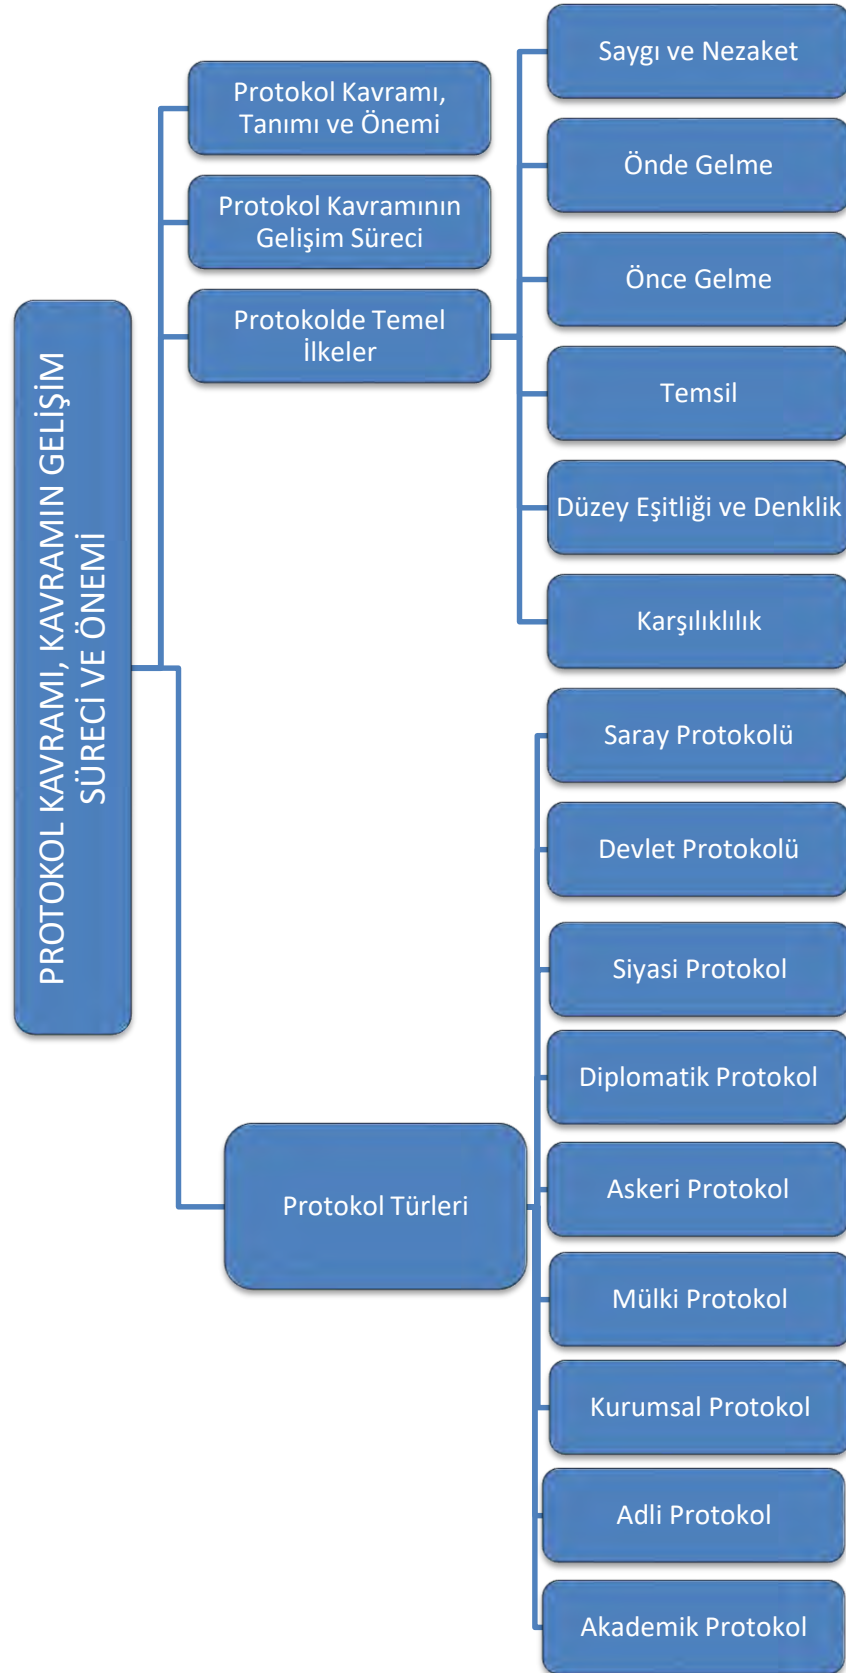 PROTOKOL KAVRAMI, KAVRAMIN GELİŞİM
SÜRECİ VE ÖNEMİ
Protokol Kavramı,
Tanımı ve Önemi
Protokol Kavramının
Gelişim Süreci
Protokolde Temel
İlkeler
Saygı ve Nezaket
Önde Gelme
Önce Gelme
Temsil
Düzey Eşitliği ve Denklik
Karşılıklılık
Protokol Türleri
Saray Protokolü
Devlet Protokolü
Siyasi Protokol
Diplomatik Protokol
Askeri Protokol
Mülki Protokol
Kurumsal Protokol
Adli Protokol
Akademik Protokol